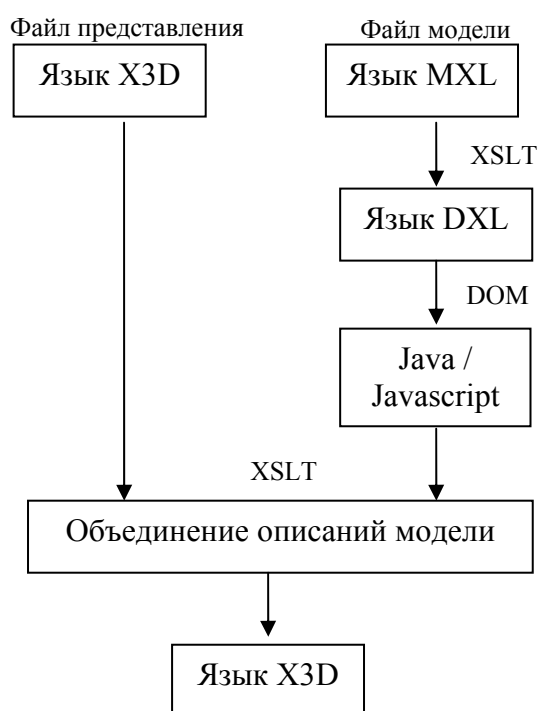 Файл представления
Файл модели
Язык X3D
Язык MXL
XSLT
Язык DXL
DOM
Java /
Javascript
XSLT
Объединение описаний модели
Язык X3D